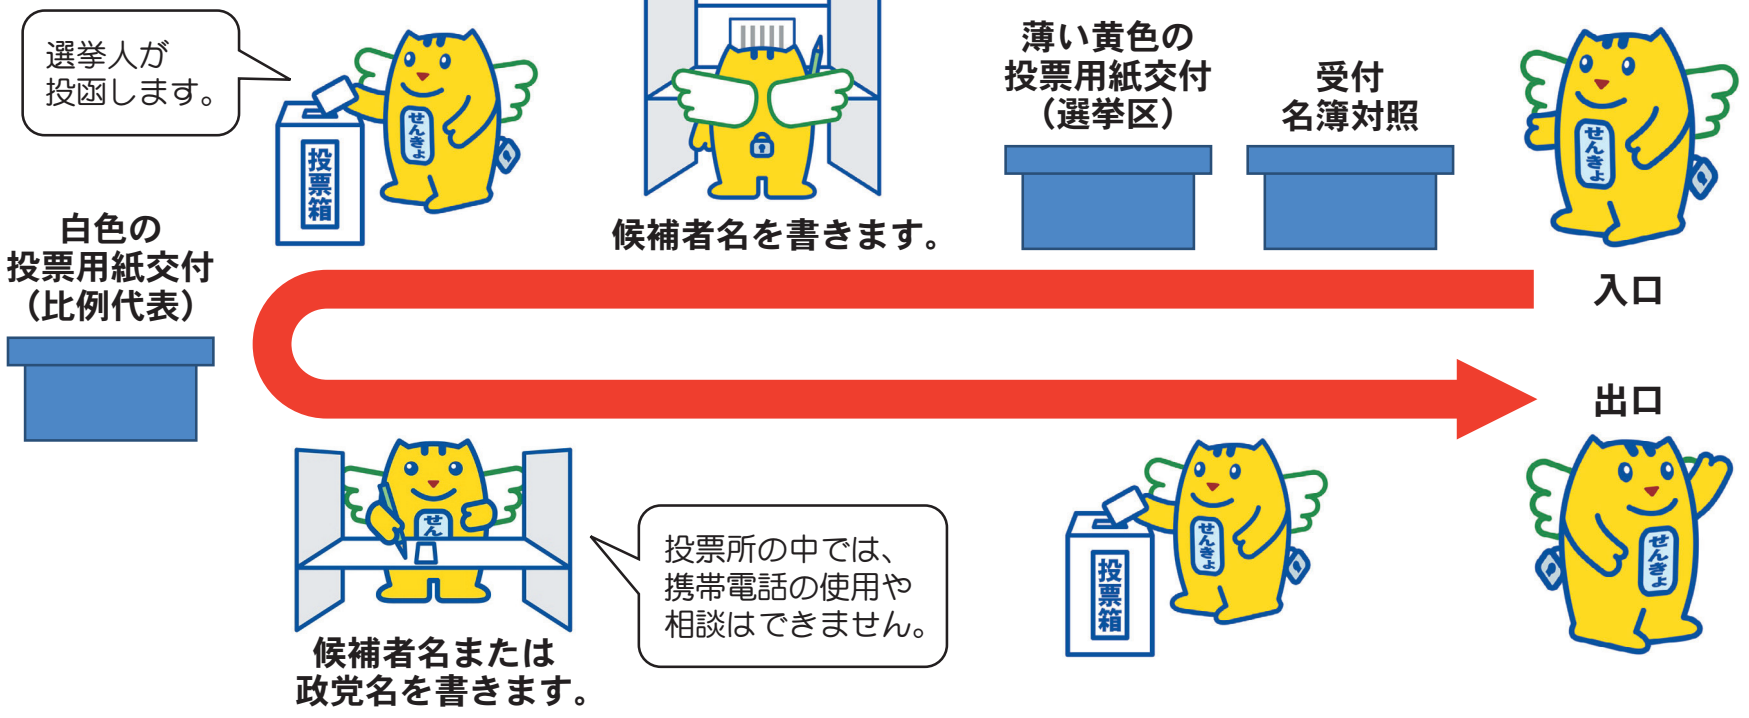 選挙人が
投函します。
せんきょ
投票箱
候補者名を書きます。
薄い黄色の
投票用紙交付
（選挙区）
受付
名簿対照
せんきょ
入口
白色の
投票用紙交付
（比例代表）
せん
候補者名または
政党名を書きます。
投票所の中では、
携帯電話の使用や
相談はできません。
せんきょ
投票箱
出口
せんきょ